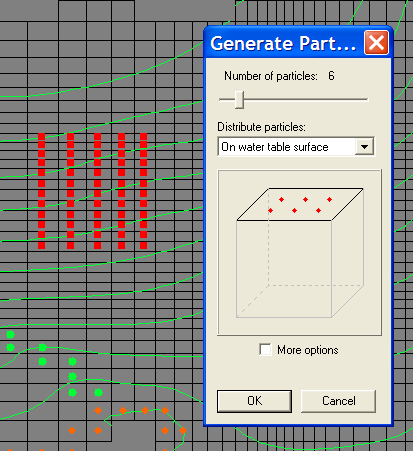 Generate Part...
Number of particles: 6
Distribute particles:
On water table surface
More options
OK
Cancel